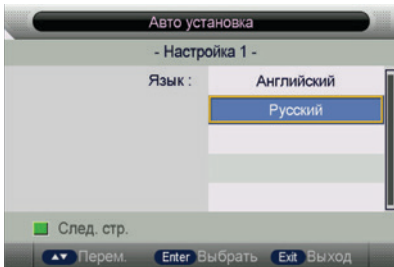 Авто установка
- Настройка 1 -
Язык : Английский
Русский
След. стр.
Перем. Enter Выбрать Exit Выход